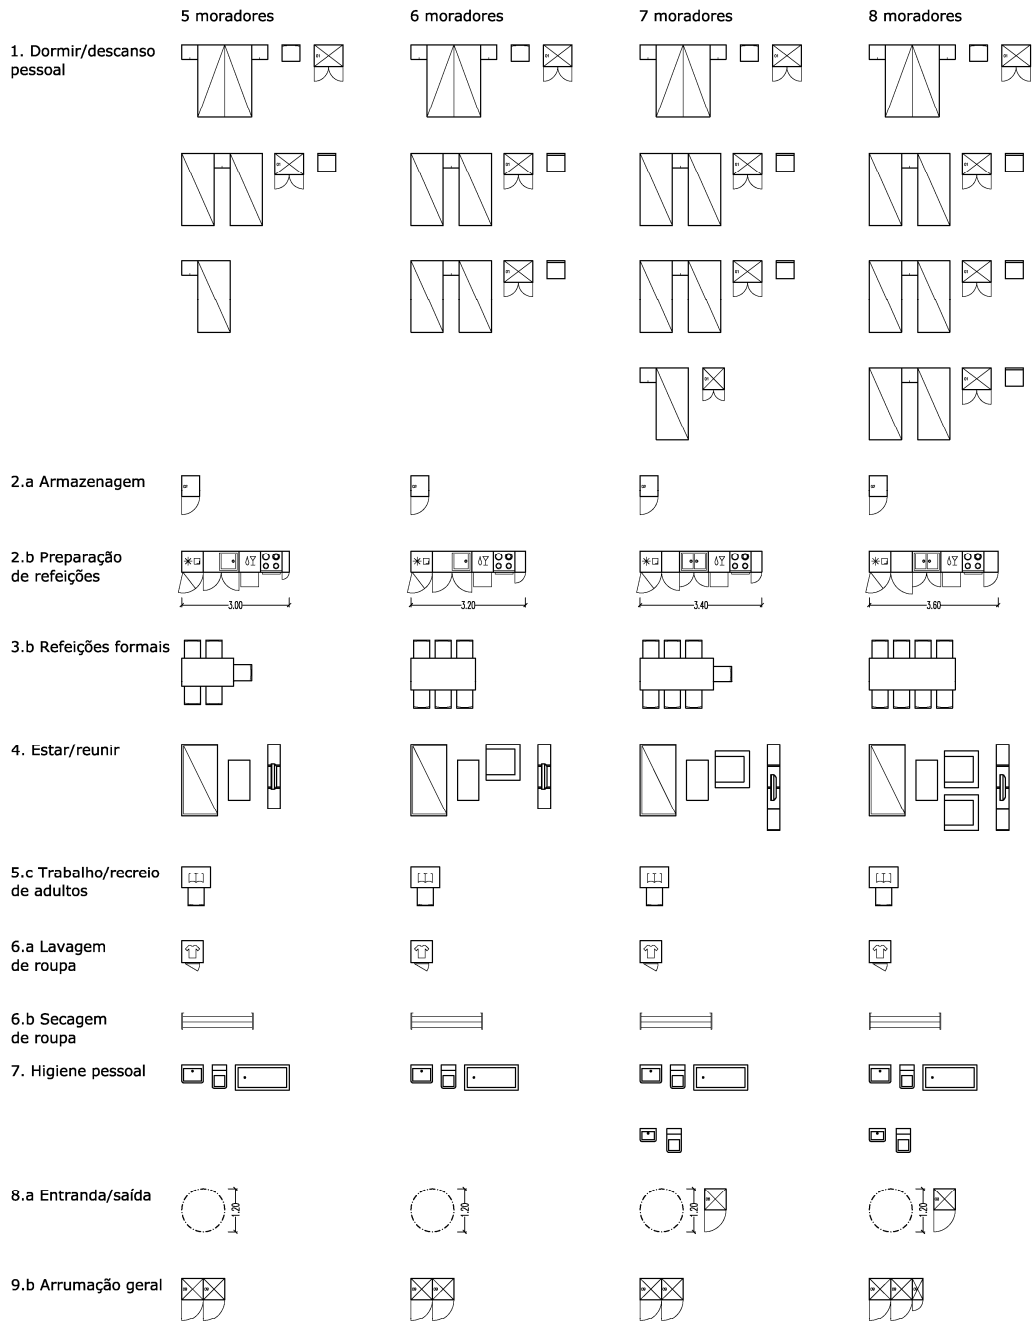 5 moradores 6 moradores 7 moradores 8 moradores
1. Dormir/descanso
pessoal
2.a Armazenagem
2.b Preparação
de refeições
3.00 3.20 3.40 3.60
3.b Refeições formais
4. Estar/reunir
5.c Trabalho/recreio
de adultos
6.a Lavagem
de roupa
6.b Secagem
de roupa
7. Higiene pessoal
8.a Entranda/saída
1.20 1.20 1.20 1.20
9.b Arrumação geral